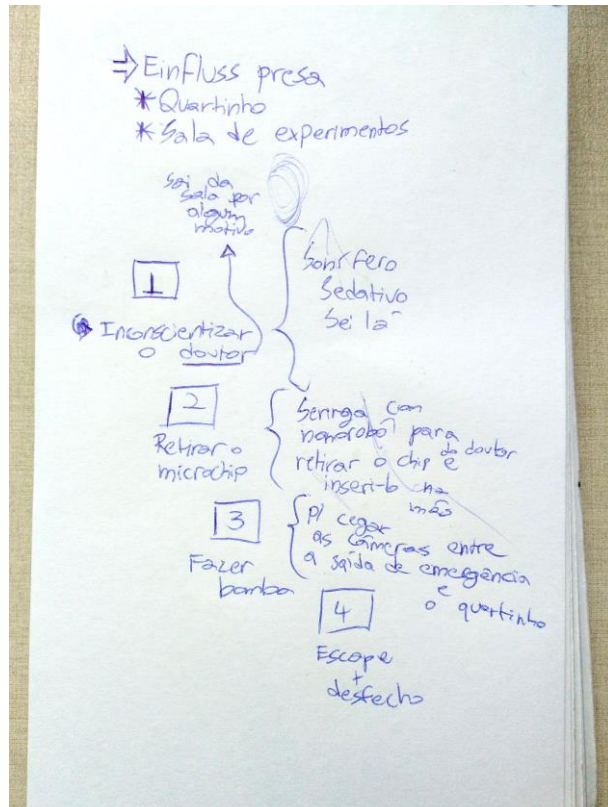 ⇒ Einfluss presa
* Quartinho
* Sala de experimentos
Sai da
sala por
algum
motivo
1
Inconscientizar
o doutor
Sonífero
Sedativo
Sei lá
2
Retirar o
microchip
Seringa com
nanorobô para
retirar o chip do doutor e
inseri-lo na
mão
3
Fazer
bomba
p/ cegar
as câmeras entre
a saída de emergência
e
o quartinho
4
Escape
+
desfecho